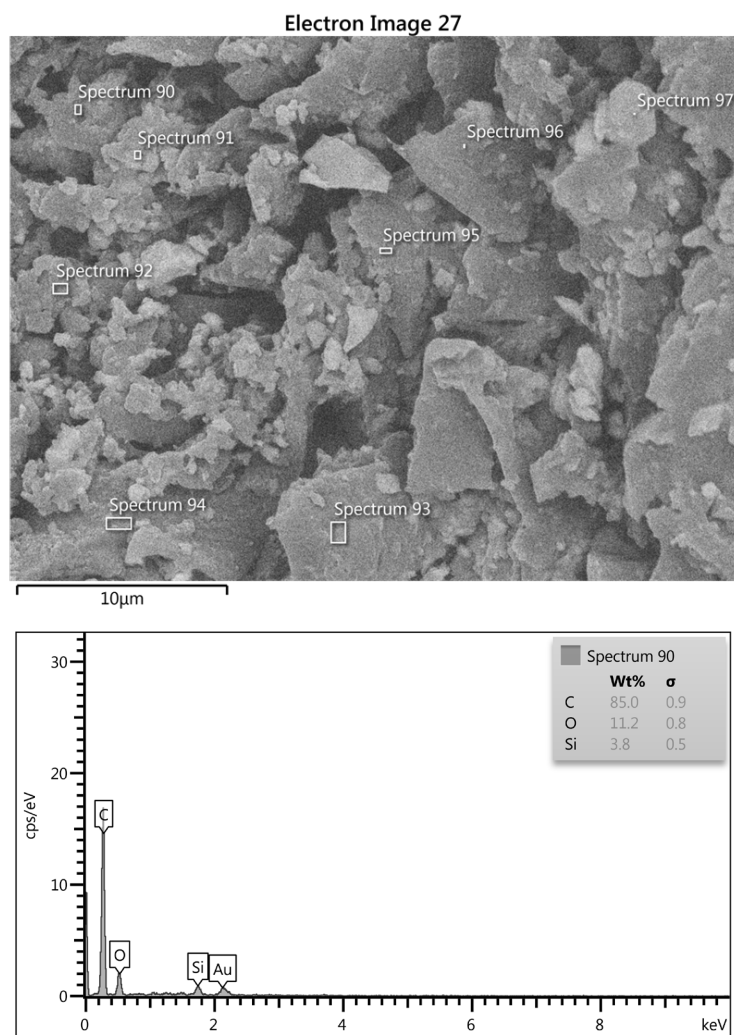 Electron Image 27
Spectrum 90
Spectrum 97
Spectrum 91
Spectrum 96
Spectrum 95
Spectrum 92
Spectrum 94
Spectrum 93
10µm
Spectrum 90
Wt% σ
C 85.0 0.9
O 11.2 0.8
Si 3.8 0.5
30
20
cps/eV
C
10
O
Si Au
0
0 2 4 6 8 keV